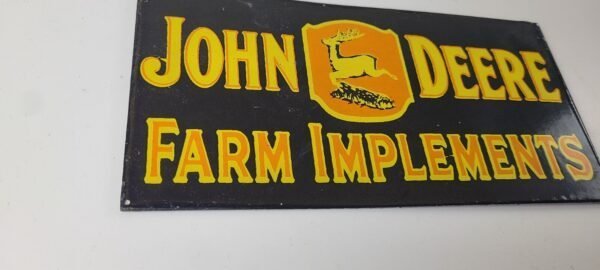 JOHN DEERE
FARM IMPLEMENTS